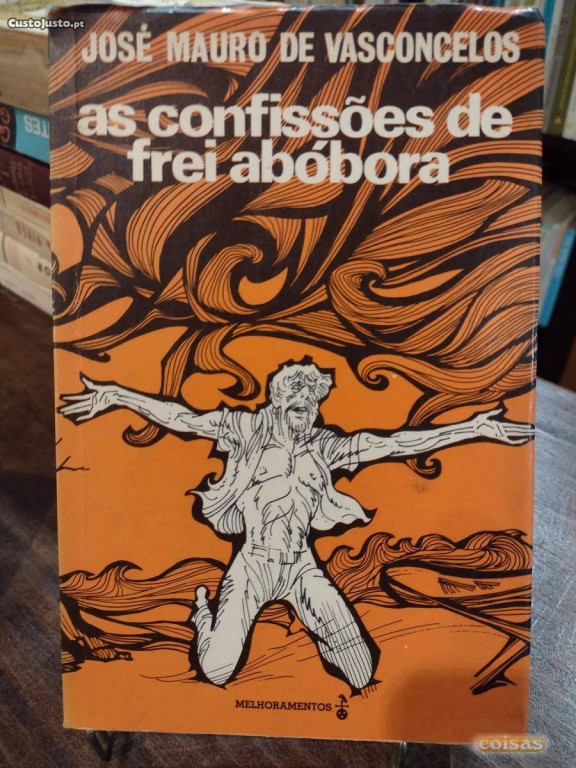 CustoJusto.pt
JOSÉ MAURO DE VASCONCELOS
as confissões de
frei abóbora
MELHORAMENTOS
coisas